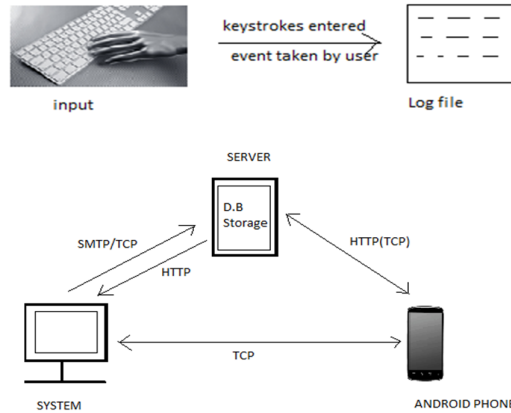 keystrokes entered
event taken by user
input
Log file
SERVER
D.B
Storage
SMTP/TCP
HTTP
HTTP(TCP)
TCP
SYSTEM
ANDROID PHONE